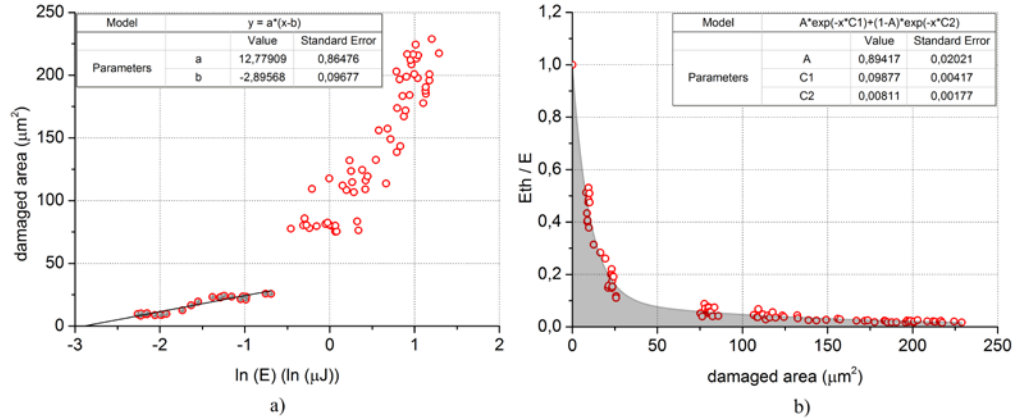 Model y = a*(x-b)
Value Standard Error
Parameters a 12,77909 0,86476
b -2,89568 0,09677
250
200
150
100
50
0
damaged area (μm²)
-3 -2 -1 0 1 2
ln (E) (ln (μJ))
a)
Model A*exp(-x*C1)+(1-A)*exp(-x*C2)
Value Standard Error
Parameters A 0,89417 0,02021
C1 0,09877 0,00417
C2 0,00811 0,00177
1,2
1,0
0,8
0,6
0,4
0,2
0,0
Eth / E
0 50 100 150 200 250
damaged area (μm²)
b)